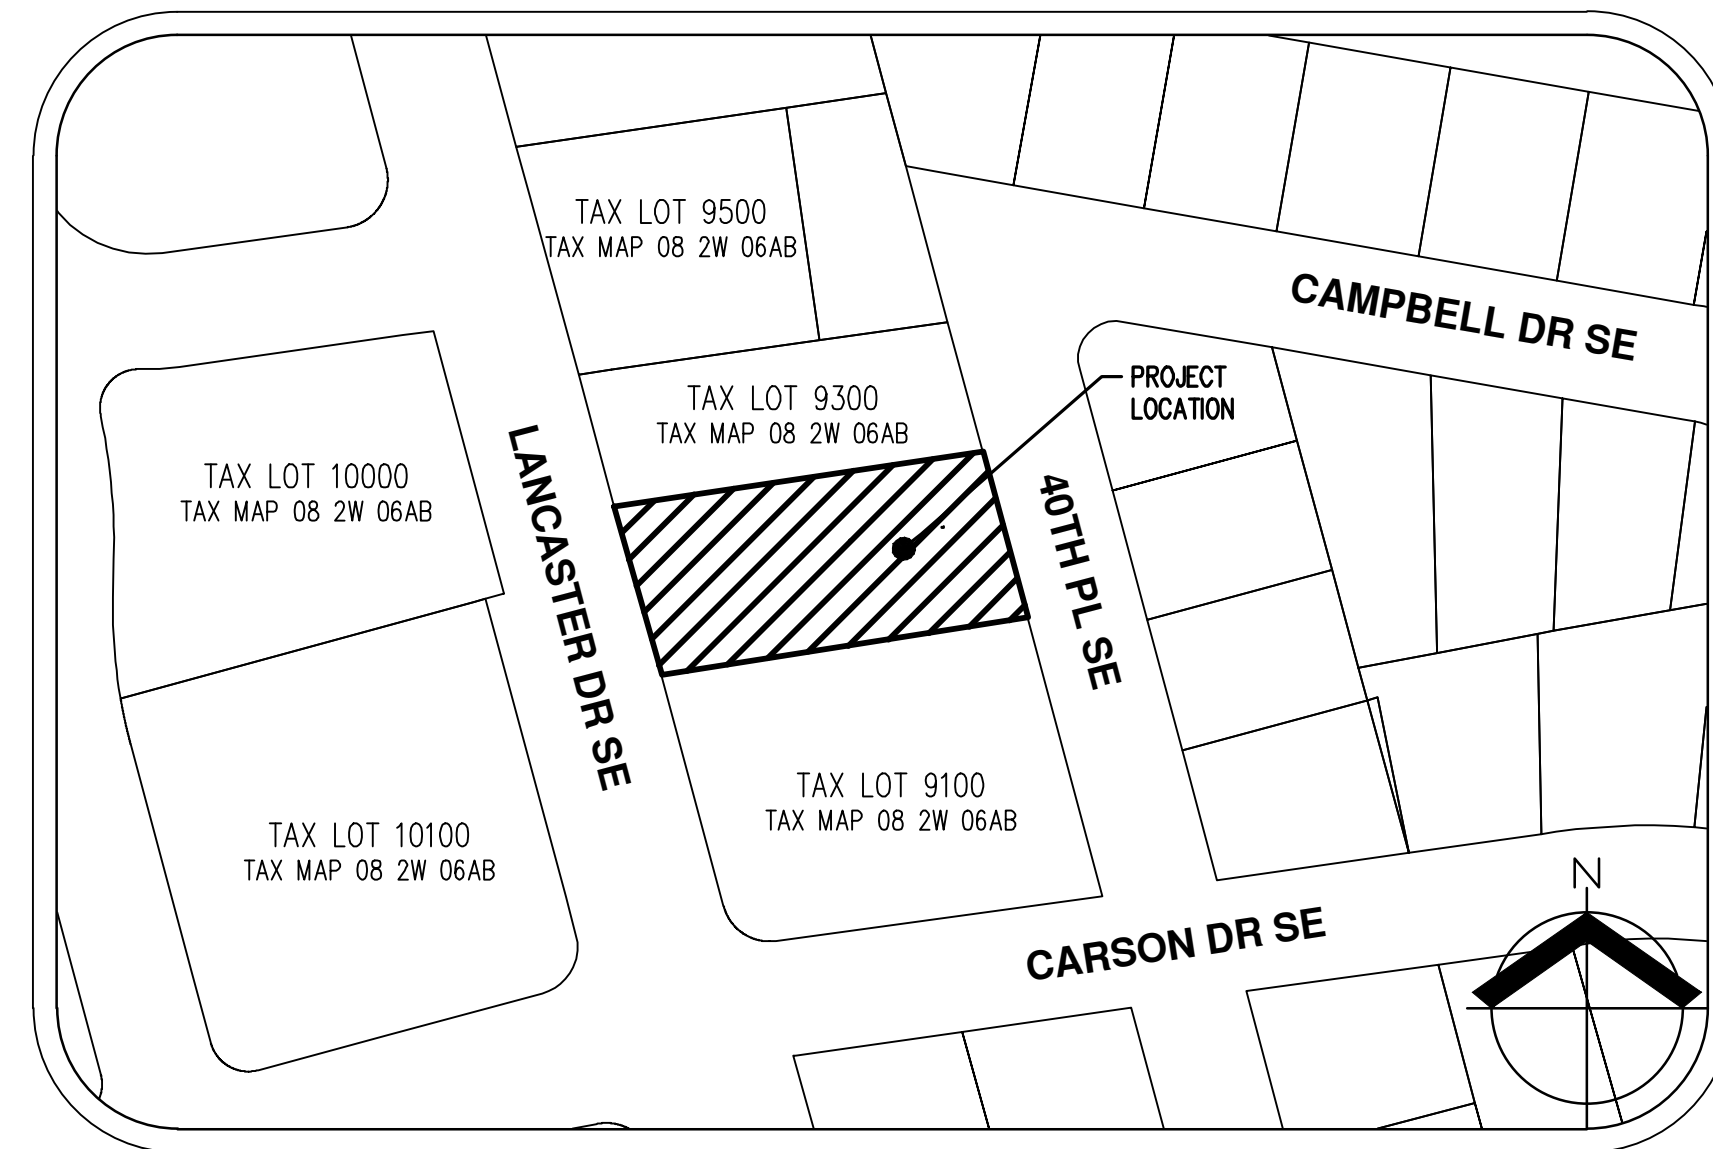 TAX LOT 9500
TAX MAP 08 2W 06AB
CAMPBELL DR SE
PROJECT
LOCATION
TAX LOT 9300
TAX MAP 08 2W 06AB
TAX LOT 10000
TAX MAP 08 2W 06AB
LANCASTER DR SE
40TH PL SE
TAX LOT 9100
TAX MAP 08 2W 06AB
TAX LOT 10100
TAX MAP 08 2W 06AB
N
CARSON DR SE